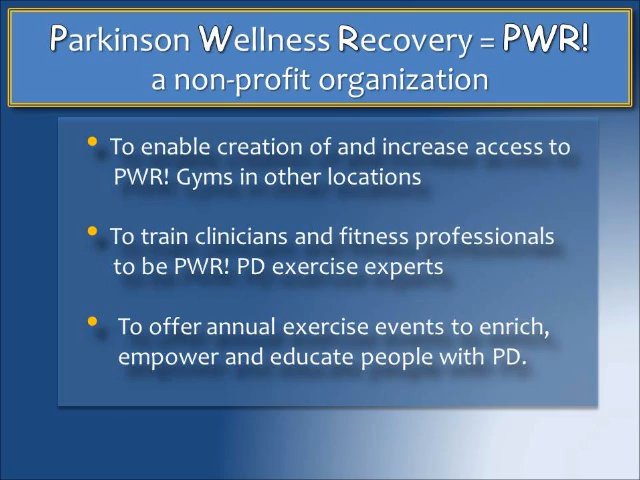 Parkinson Wellness Recovery = PWR!
a non-profit organization
• To enable creation of and increase access to
PWR! Gyms in other locations
• To train clinicians and fitness professionals
to be PWR! PD exercise experts
• To offer annual exercise events to enrich,
empower and educate people with PD.